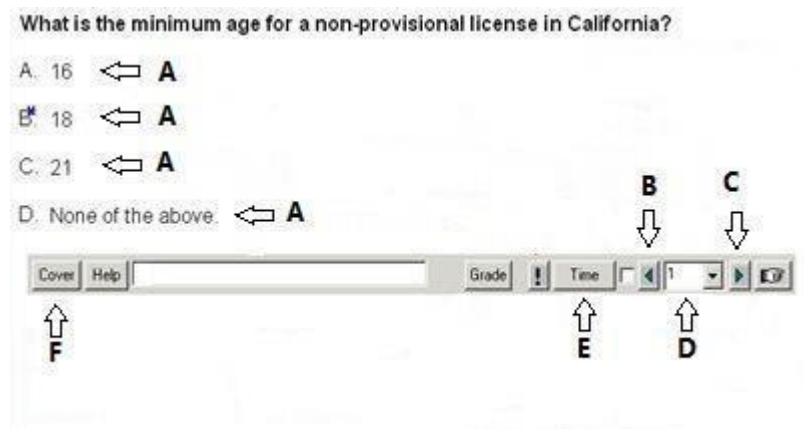 What is the minimum age for a non-provisional license in California?
A. 16 A
B. 18 A
C. 21 A
D. None of the above. A
B C
Cover Help Grade ! Time 1
F E D